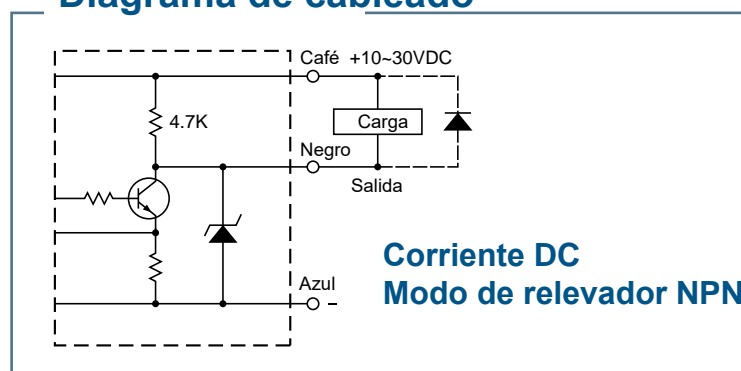 Diagrama de cableado
Café +10~30VDC
4.7K
Carga
Negro
Salida
Azul
–
Corriente DC
Modo de relevador NPN